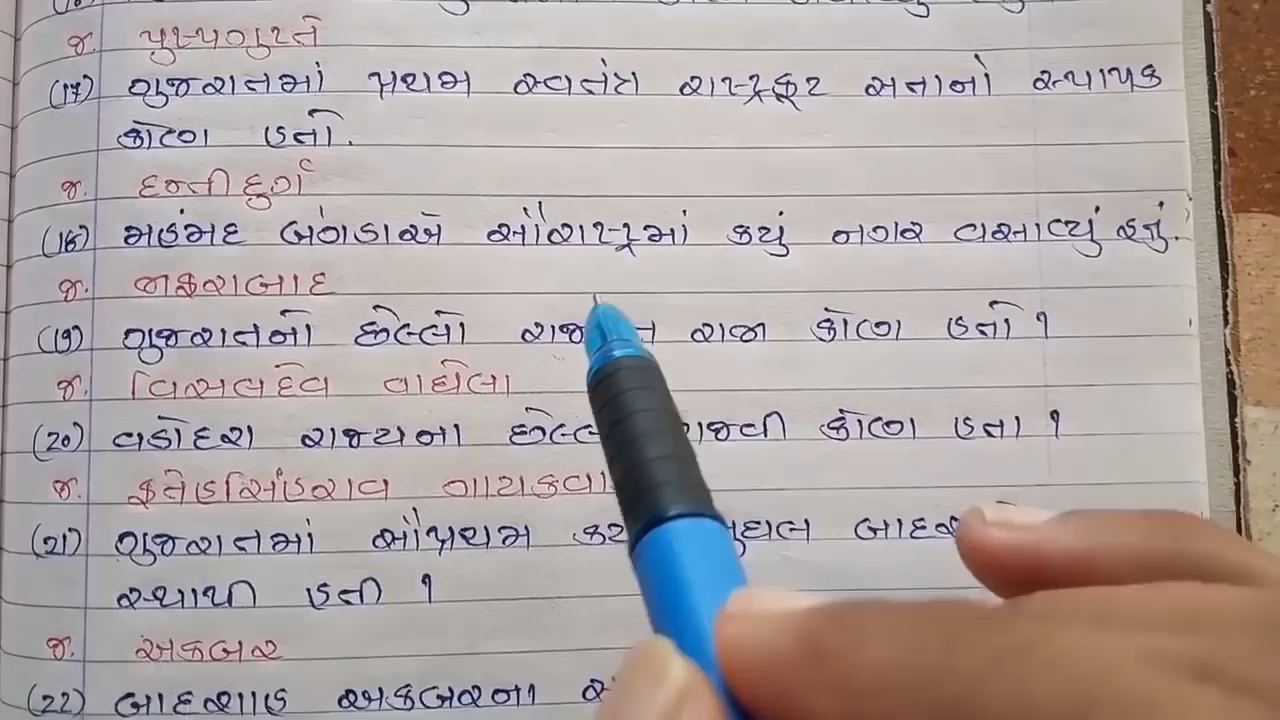 જ. પુષ્પગુપ્તે
(17) ગુજરાતમાં પ્રથમ સ્વતંત્ર રાષ્ટ્રકૂટ સત્તાનો સ્થાપક
કોણ હતો.
જ. દન્તીદુર્ગ
(18) મહંમદ બેગડાએ સૌરાષ્ટ્રમાં કયું નગર વસાવ્યું હતું.
જ. જાફરાબાદ
(19) ગુજરાતનો છેલ્લો રાજા કોણ હતો ?
જ. વિસલદેવ વાઘેલા
(20) વડોદરા રાજ્યના છેલ્લા રાજવી કોણ હતા ?
જ. ફતેહસિંહરાવ ગાયકવા
(21) ગુજરાતમાં સૌપ્રથમ મુઘલ
સ્થાપી હતી ?
જ. અકબર
(22) બાદશાહ અકબરના